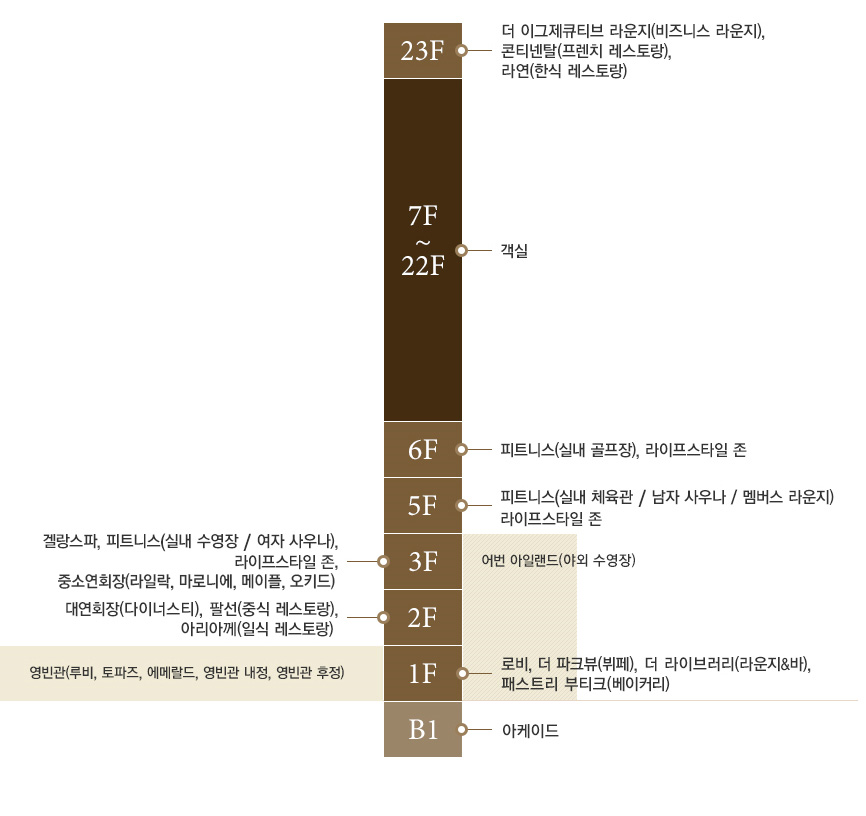 23F
더 이그제큐티브 라운지(비즈니스 라운지),
콘티넨탈(프렌치 레스토랑),
라연(한식 레스토랑)
7F
~
22F
객실
6F
피트니스(실내 골프장), 라이프스타일 존
5F
피트니스(실내 체육관 / 남자 사우나 / 멤버스 라운지)
라이프스타일 존
겔랑스파, 피트니스(실내 수영장 / 여자 사우나),
라이프스타일 존,
중소연회장(라일락, 마로니에, 메이플, 오키드)
3F
어번 아일랜드(야외 수영장)
대연회장(다이너스티), 팔선(중식 레스토랑),
아리아께(일식 레스토랑)
2F
영빈관(루비, 토파즈, 에메랄드, 영빈관 내정, 영빈관 후정)
1F
로비, 더 파크뷰(뷔페), 더 라이브러리(라운지&바),
패스트리 부티크(베이커리)
B1
아케이드